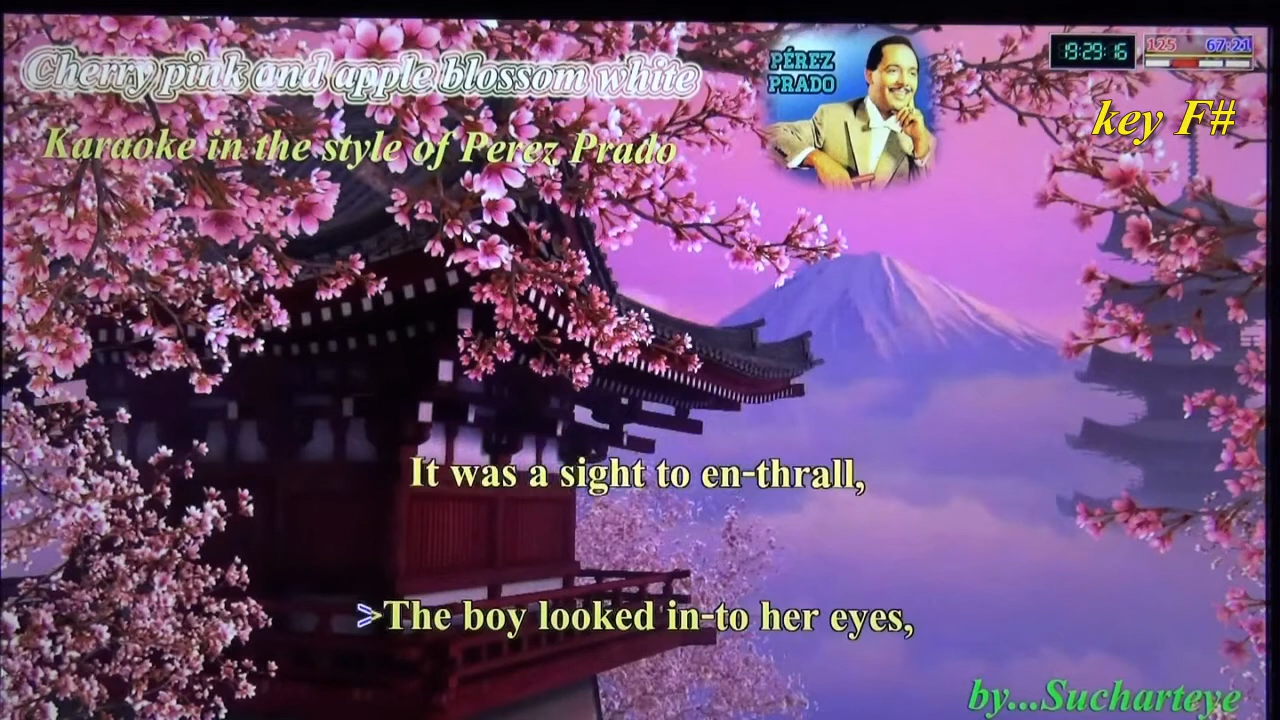 Cherry pink and apple blossom white
Karaoke in the style of Perez Prado
PÉREZ
PRADO
19:29:16
125 67:21
key F#
It was a sight to en-thrall,
>The boy looked in-to her eyes,
by...Sucharteye